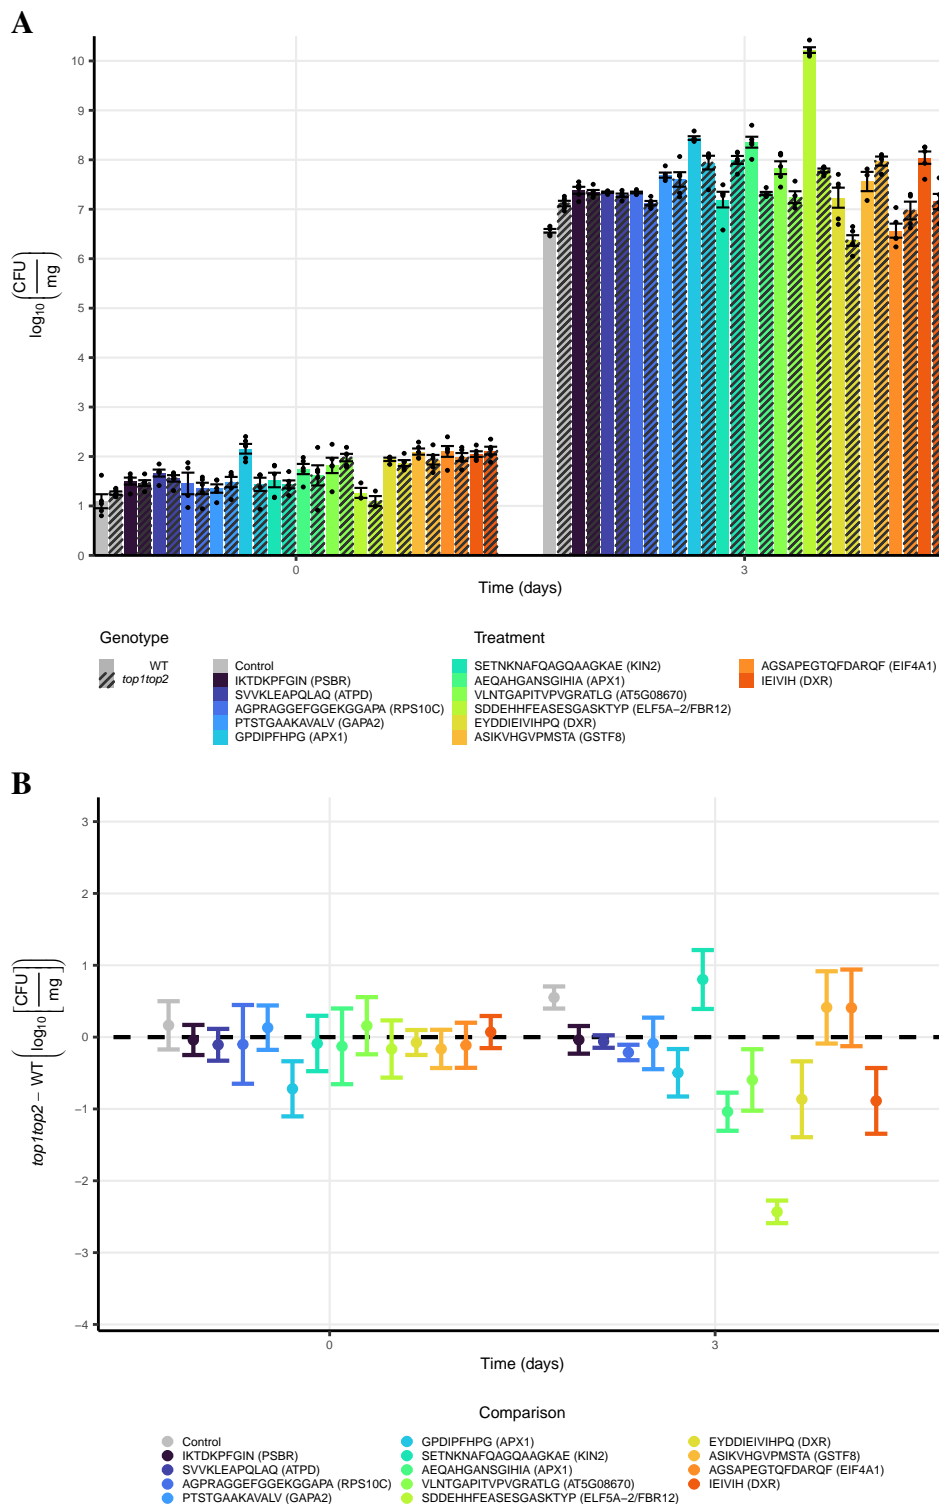 A
10
9
8
7
6
5
4
3
2
1
0
log10(CFU/mg)
0
3
Time (days)
Genotype
WT
top1top2
Treatment
Control
IKTDKPFGIN (PSBR)
SVVKLEAPQLAQ (ATPD)
AGPRAGGEFGGEKGGAPA (RPS10C)
PTSTGAAKAVALV (GAPA2)
GPDIPFHPG (APX1)
SETNKNAFQAGQAAGKAE (KIN2)
AEQAHGANSGIHIA (APX1)
VLNTGAPITVPVGRATLG (AT5G08670)
SDDEHHFEASESGASKTYP (ELF5A−2/FBR12)
EYDDIEVIHPQ (DXR)
ASIKVHGVPMSTA (GSTF8)
AGSAPEGTQFDARQF (EIF4A1)
IEIVIH (DXR)
B
3
2
1
0
−1
−2
−3
−4
top1top2 − WT (log10[CFU/mg])
0
3
Time (days)
Comparison
Control
IKTDKPFGIN (PSBR)
SVVKLEAPQLAQ (ATPD)
AGPRAGGEFGGEKGGAPA (RPS10C)
PTSTGAAKAVALV (GAPA2)
GPDIPFHPG (APX1)
SETNKNAFQAGQAAGKAE (KIN2)
AEQAHGANSGIHIA (APX1)
VLNTGAPITVPVGRATLG (AT5G08670)
SDDEHHFEASESGASKTYP (ELF5A−2/FBR12)
EYDDIEVIHPQ (DXR)
ASIKVHGVPMSTA (GSTF8)
AGSAPEGTQFDARQF (EIF4A1)
IEIVIH (DXR)